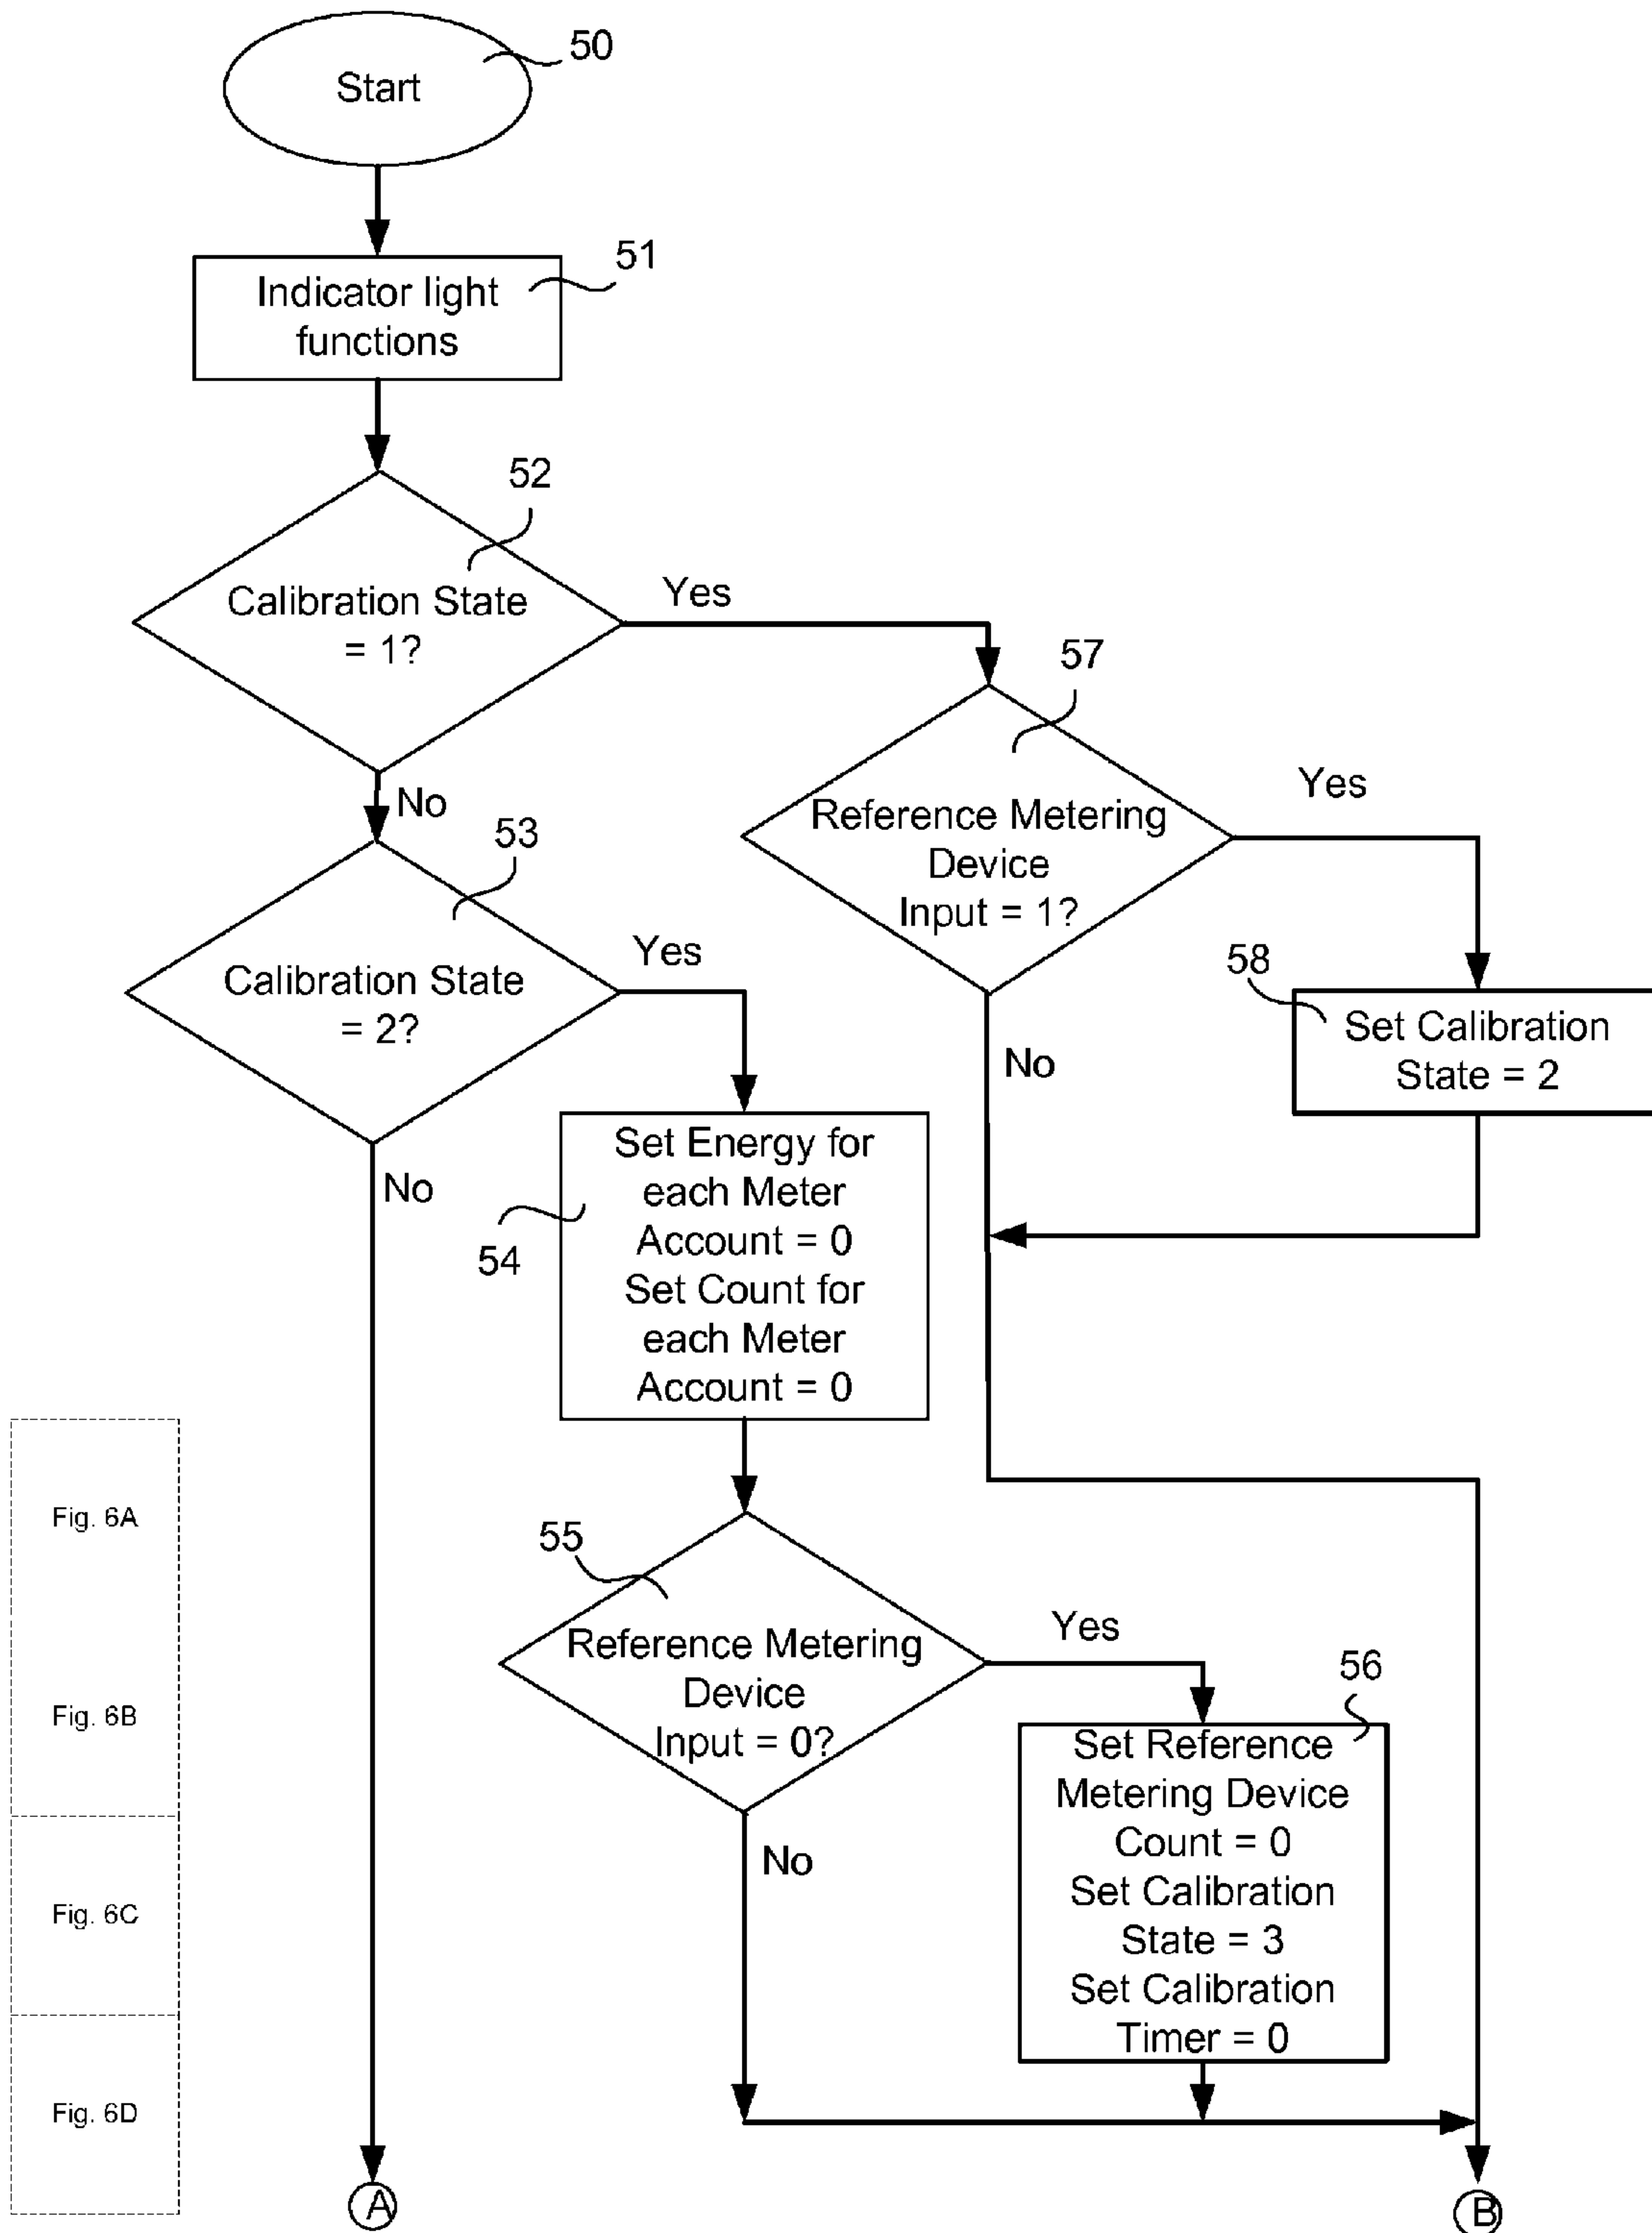 50
Start
51
Indicator light
functions
52
Calibration State
= 1?
Yes
No
57
Reference Metering
Device
Input = 1?
Yes
No
58
Set Calibration
State = 2
53
Calibration State
= 2?
Yes
No
54
Set Energy for
each Meter
Account = 0
Set Count for
each Meter
Account = 0
55
Reference Metering
Device
Input = 0?
Yes
No
56
Set Reference
Metering Device
Count = 0
Set Calibration
State = 3
Set Calibration
Timer = 0
Fig. 6A
Fig. 6B
Fig. 6C
Fig. 6D
A
B